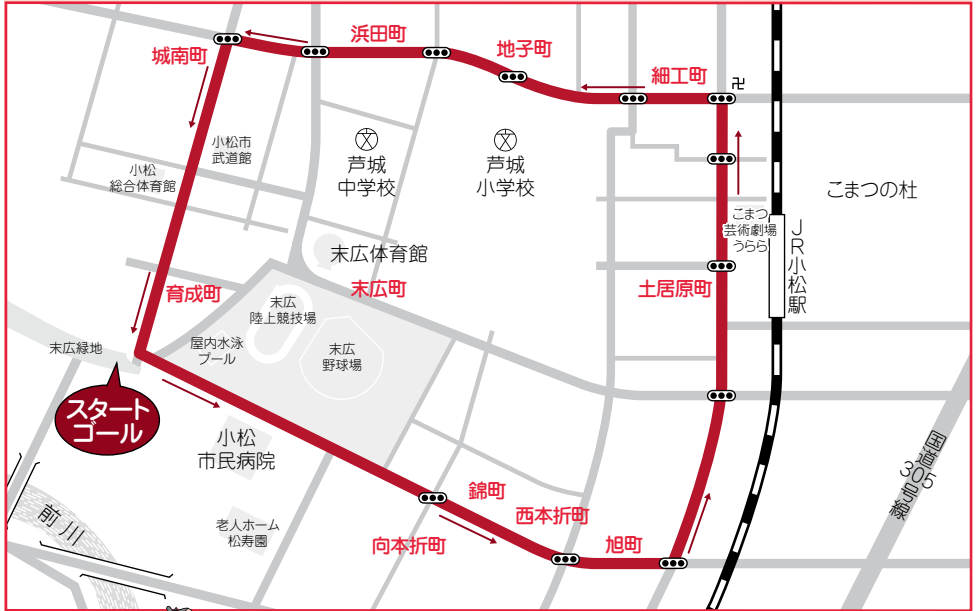 浜田町
地子町
城南町
細工町
卍
小松市
武道館
文
芦城
中学校
文
芦城
小学校
小松
総合体育館
こまつの杜
こまつ
芸術劇場
うらら
JR小松駅
末広体育館
末広町
育成町
土居原町
末広
陸上競技場
屋内水泳
プール
末広
野球場
末広緑地
スタート
ゴール
小松
市民病院
国道305号線
錦町
西本折町
前川
老人ホーム
松寿園
向本折町
旭町